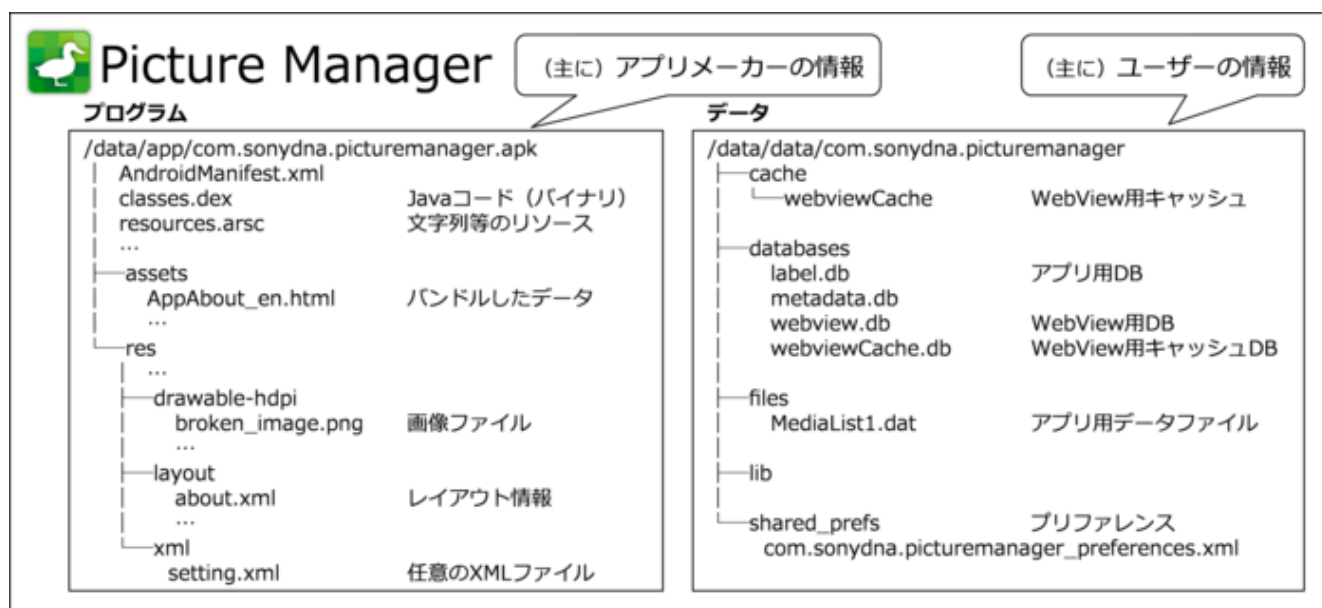 Picture Manager
(主に) アプリメーカーの情報
(主に) ユーザーの情報
プログラム
/data/app/com.sonydna.picturemanager.apk
AndroidManifest.xml
classes.dex Javaコード（バイナリ）
resources.arsc 文字列等のリソース
…
assets
AppAbout_en.html バンドルしたデータ
…
res
…
drawable-hdpi
broken_image.png 画像ファイル
…
layout
about.xml レイアウト情報
…
xml
setting.xml 任意のXMLファイル
データ
/data/data/com.sonydna.picturemanager
cache
webviewCache WebView用キャッシュ
databases
label.db アプリ用DB
metadata.db
webview.db WebView用DB
webviewCache.db WebView用キャッシュDB
files
MediaList1.dat アプリ用データファイル
lib
shared_prefs プリファレンス
com.sonydna.picturemanager_preferences.xml